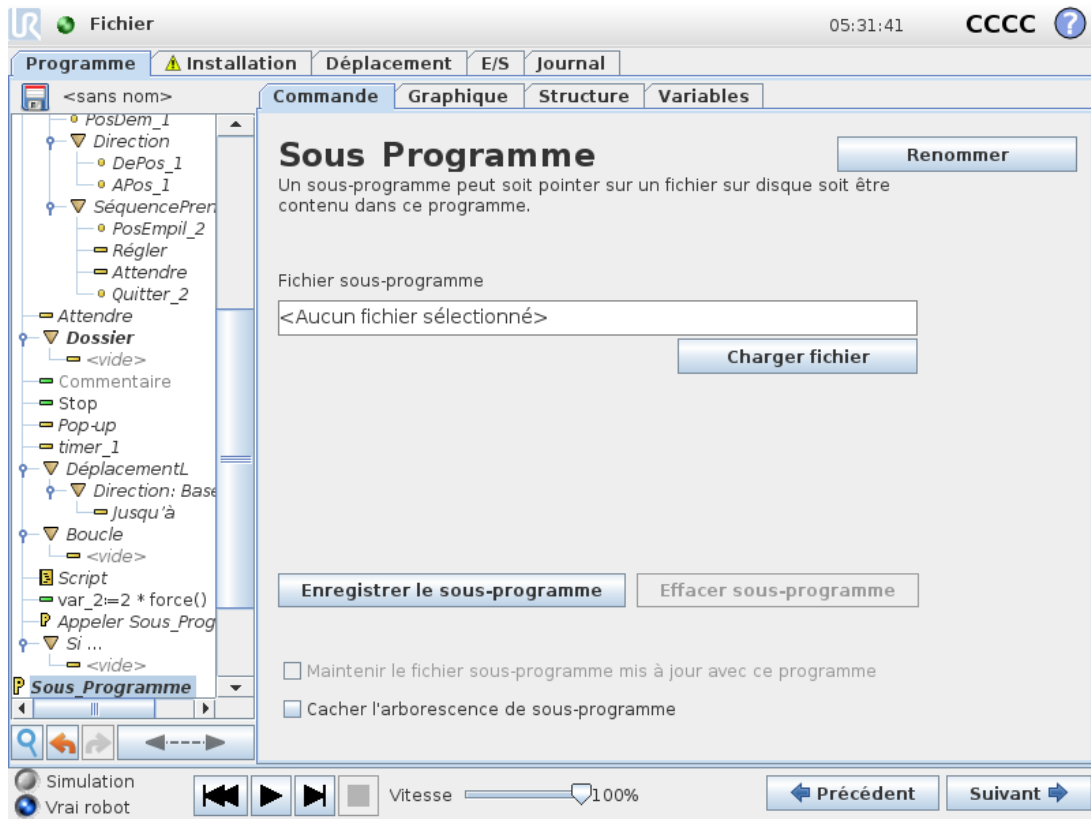 Fichier
05:31:41
CCCC
?
Programme
Installation
Déplacement
E/S
Journal
<sans nom>
Commande
Graphique
Structure
Variables
PosDem_1
Direction
DePos_1
APos_1
SéquencePren
PosEmpil_2
Régler
Attendre
Quitter_2
Attendre
Dossier
<vide>
Commentaire
Stop
Pop-up
timer_1
DéplacementL
Direction: Base
Jusqu'à
Boucle
<vide>
Script
var_2:=2 * force()
P Appeler Sous_Prog
Si ...
<vide>
P Sous_Programme
Sous Programme
Renommer
Un sous-programme peut soit pointer sur un fichier sur disque soit être
contenu dans ce programme.
Fichier sous-programme
<Aucun fichier sélectionné>
Charger fichier
Enregistrer le sous-programme
Effacer sous-programme
Maintenir le fichier sous-programme mis à jour avec ce programme
Cacher l'arborescence de sous-programme
Simulation
Vrai robot
Vitesse
100%
Précédent
Suivant